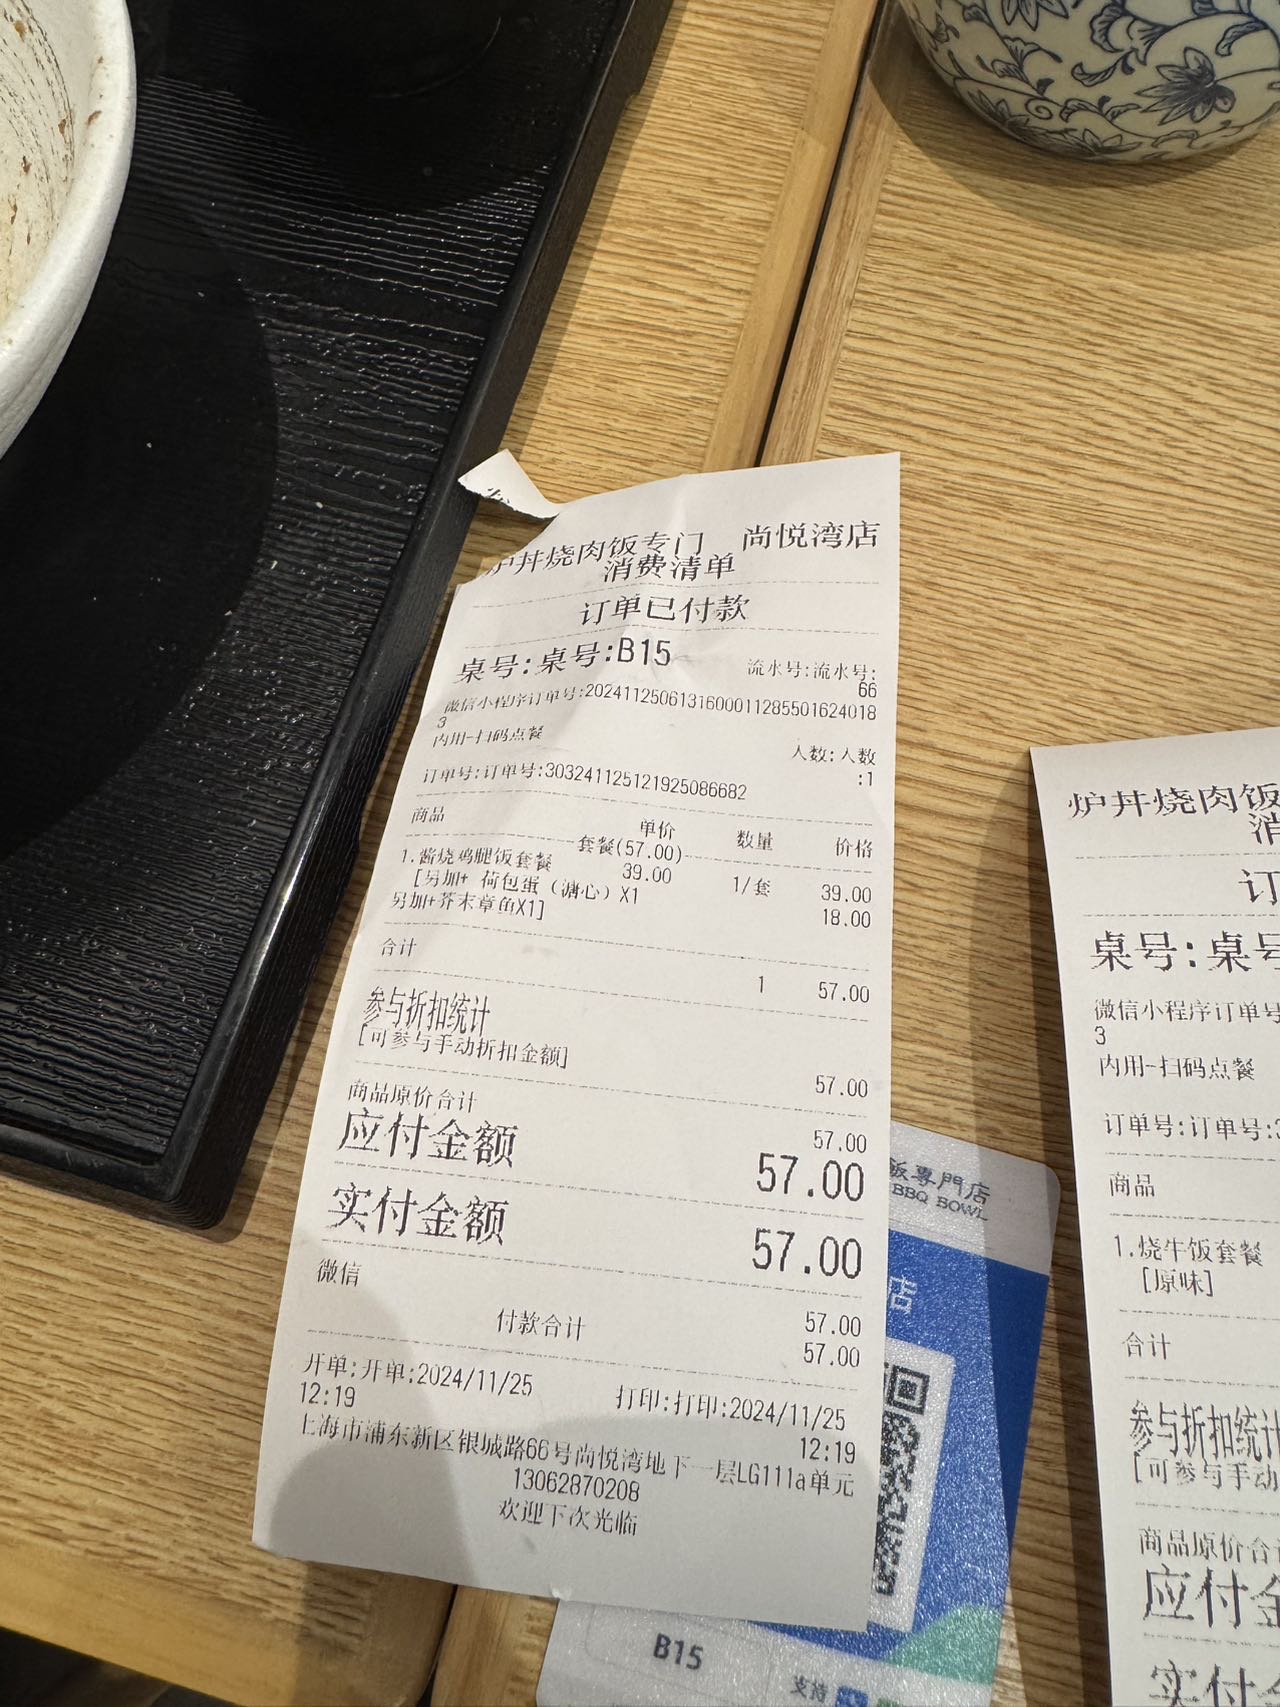 炉丼烧肉饭专门 尚悦湾店
消费清单
订单已付款
桌号:桌号:B15
流水号:流水号:
66
微信小程序订单号:2024112506131600011285501624018
3
内用-扫码点餐
人数:人数
:1
订单号:订单号:303241125121925086682
商品 单价 数量 价格
套餐(57.00)
1.酱烧鸡腿饭套餐 39.00 1/套 39.00
[另加+ 荷包蛋（溏心）X1 18.00
另加+芥末章鱼X1]
合计 1 57.00
参与折扣统计
[可参与手动折扣金额] 57.00
商品原价合计 57.00
应付金额 57.00
实付金额 57.00
微信 57.00
付款合计 57.00
开单:开单:2024/11/25
12:19
打印:打印:2024/11/25
12:19
上海市浦东新区银城路66号尚悦湾地下一层LG111a单元
13062870208
欢迎下次光临
饭專門店
BBQ BOWL
店
B15
支持
炉丼烧肉饭
消
订
桌号:桌号
微信小程序订单号
3
内用-扫码点餐
订单号:订单号:
商品
1.烧牛饭套餐
[原味]
合计
参与折扣统计
[可参与手动
商品原价合计
应付金
实付金